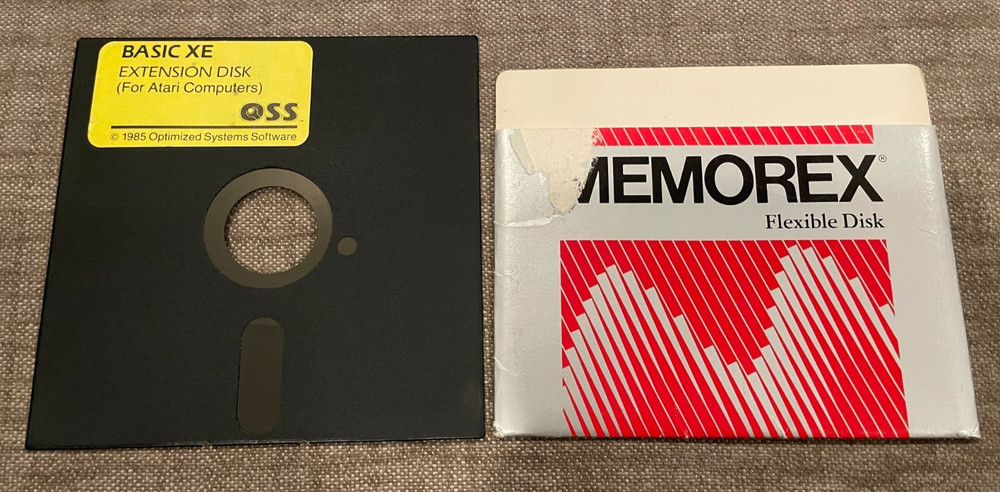 BASIC XE
EXTENSION DISK
(For Atari Computers)
OSS
© 1985 Optimized Systems Software
MEMOREX®
Flexible Disk